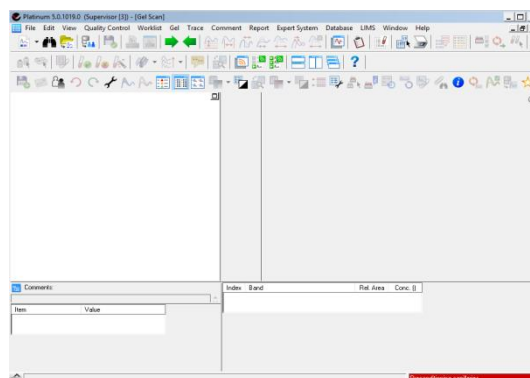 Platinum 5.0.1019.0 (Supervisor [3]) - [Gel Scan]
File Edit View Quality Control Worklist Gel Trace Comment Report Expert System Database LIMS Window Help
Comments
Item Value
Index Band Rel. Area Conc. ()